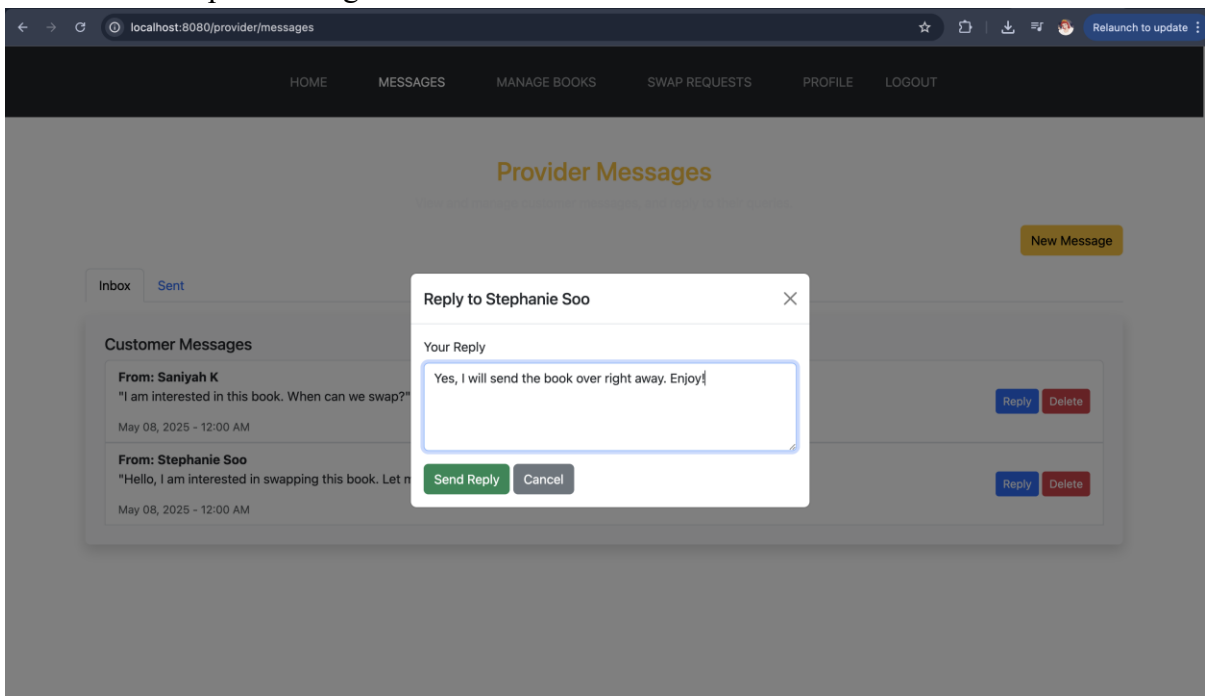 localhost:8080/provider/messages
Relaunch to update
HOME MESSAGES MANAGE BOOKS SWAP REQUESTS PROFILE LOGOUT
Provider Messages
New Message
Inbox Sent
Reply to Stephanie Soo
Your Reply
Yes, I will send the book over right away. Enjoy!
Send Reply Cancel
Customer Messages
From: Saniyah K
"I am interested in this book. When can we swap?"
May 08, 2025 - 12:00 AM
Reply Delete
From: Stephanie Soo
"Hello, I am interested in swapping this book. Let
May 08, 2025 - 12:00 AM
Reply Delete